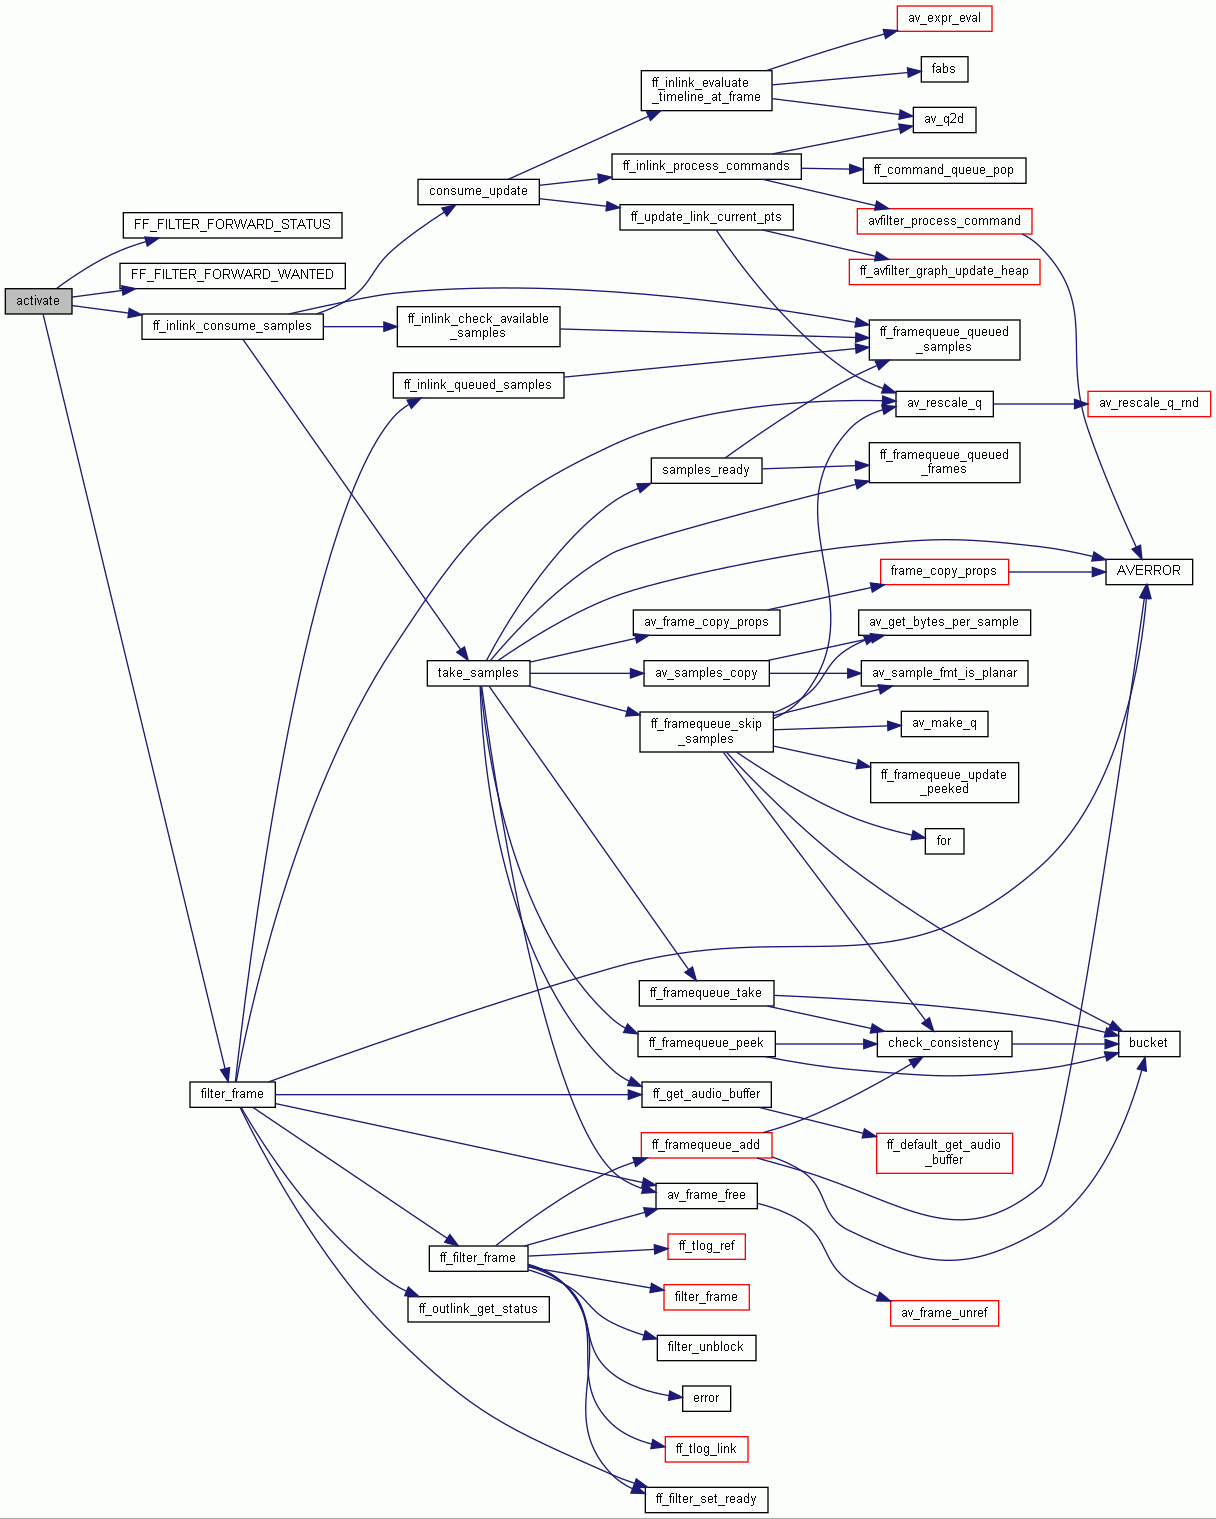 av_expr_eval
fabs
ff_inlink_evaluate
_timeline_at_frame
av_q2d
ff_inlink_process_commands
ff_command_queue_pop
consume_update
ff_update_link_current_pts
avfilter_process_command
FF_FILTER_FORWARD_STATUS
FF_FILTER_FORWARD_WANTED
ff_avfilter_graph_update_heap
activate
ff_inlink_consume_samples
ff_inlink_check_available
_samples
ff_framequeue_queued
_samples
ff_inlink_queued_samples
av_rescale_q
av_rescale_q_rnd
samples_ready
ff_framequeue_queued
_frames
frame_copy_props
AVERROR
av_frame_copy_props
av_get_bytes_per_sample
take_samples
av_samples_copy
av_sample_fmt_is_planar
ff_framequeue_skip
_samples
av_make_q
ff_framequeue_update
_peeked
for
ff_framequeue_take
ff_framequeue_peek
check_consistency
bucket
filter_frame
ff_get_audio_buffer
ff_framequeue_add
ff_default_get_audio
_buffer
av_frame_free
ff_filter_frame
ff_tlog_ref
filter_frame
ff_outlink_get_status
av_frame_unref
filter_unblock
error
ff_tlog_link
ff_filter_set_ready